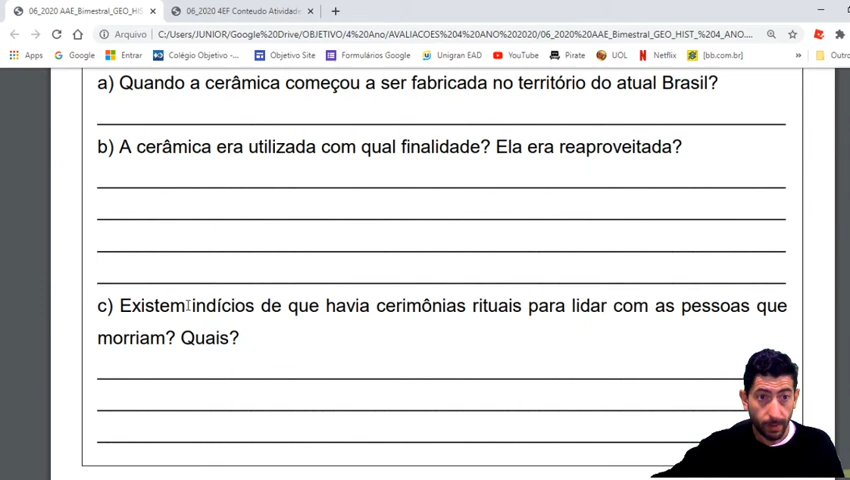 06_2020 AAE_Bimestral_GEO_HIS
06_2020 4EF Conteudo Atividade
Arquivo
C:/Users/JUNIOR/Google%20Drive/OBJETIVO/4%20Ano/AVALIACOES%204%20ANO%202020/06_2020%20AAE_Bimestral_GEO_HIST_%204_ANO....
Apps Google Entrar Colégio Objetivo -... Objetivo Site Formulários Google Unigran EAD YouTube Pirate UOL Netflix [bb.com.br] Outro
a) Quando a cerâmica começou a ser fabricada no território do atual Brasil?
b) A cerâmica era utilizada com qual finalidade? Ela era reaproveitada?
c) Existem indícios de que havia cerimônias rituais para lidar com as pessoas que
morriam? Quais?